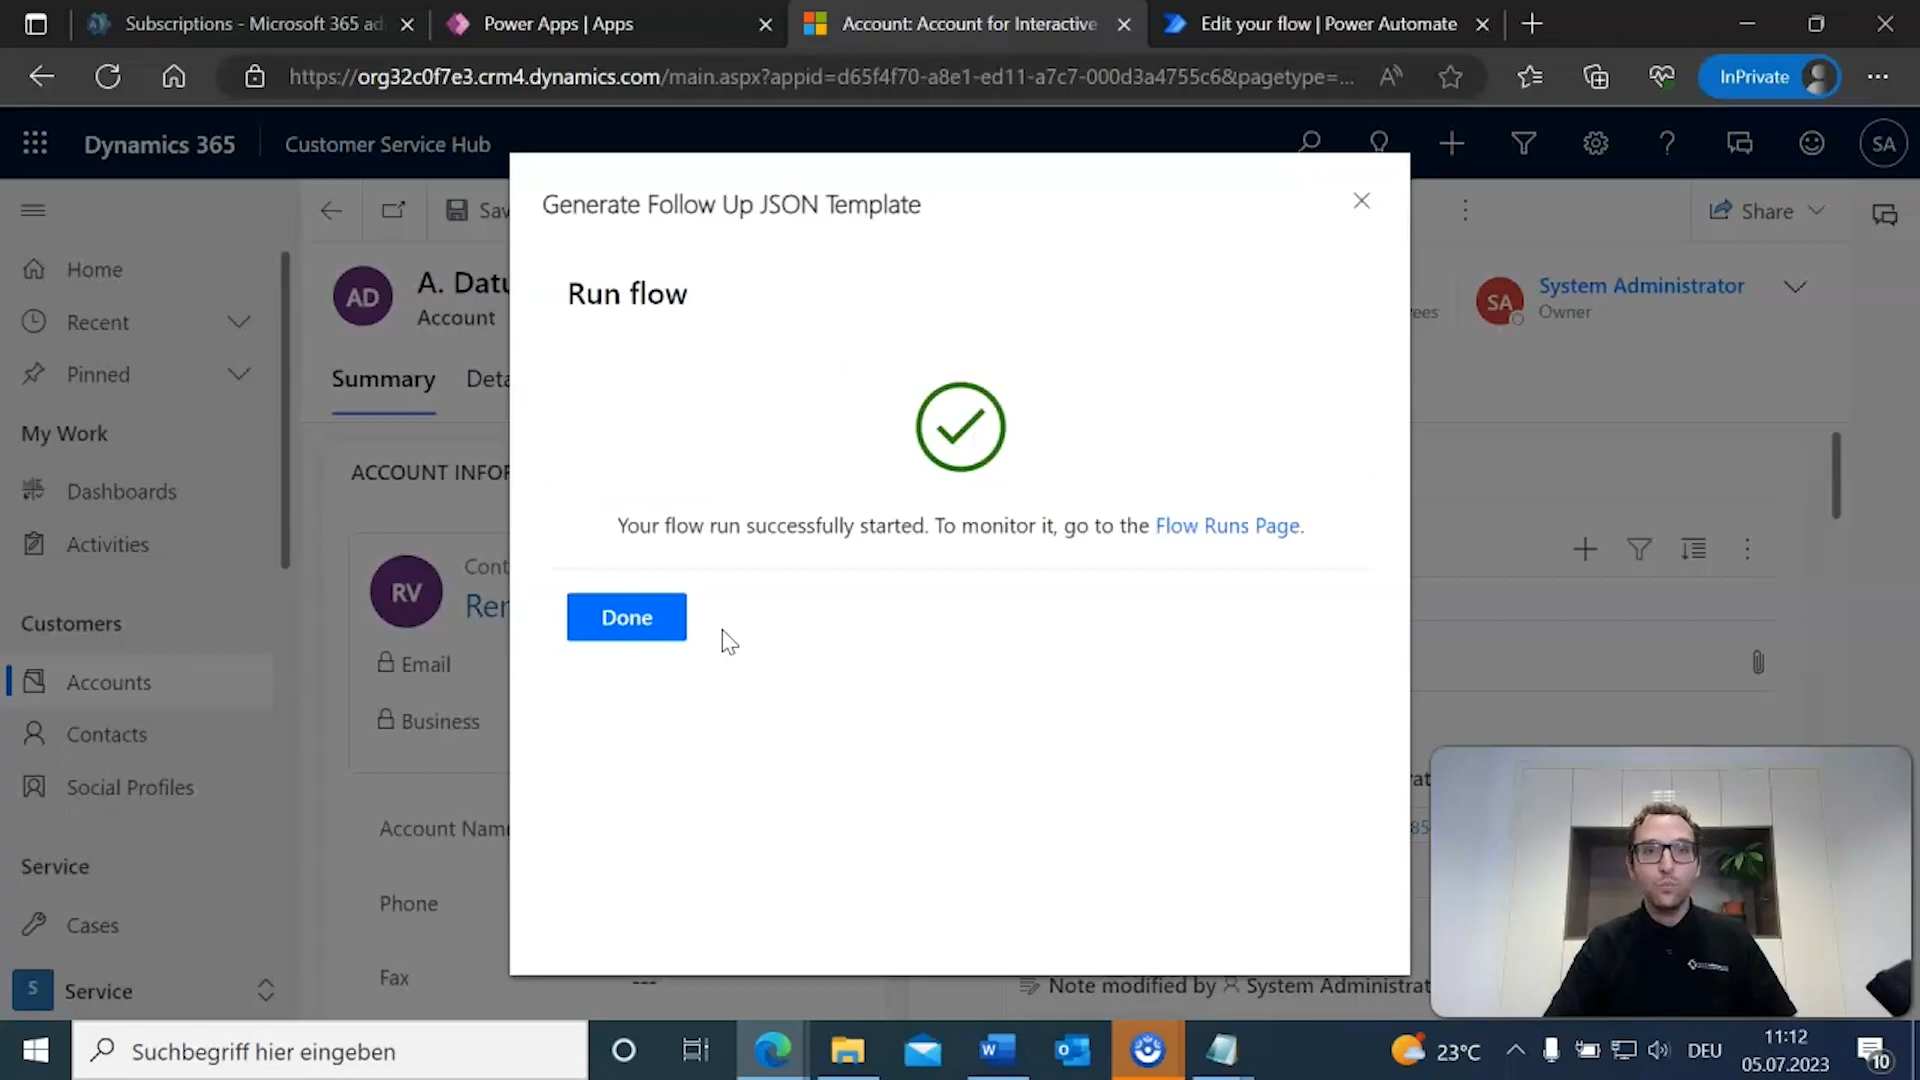 Subscriptions - Microsoft 365 ad
Power Apps | Apps
Account: Account for Interactive
Edit your flow | Power Automate
https://org32c0f7e3.crm4.dynamics.com/main.aspx?appid=d65f4f70-a8e1-ed11-a7c7-000d3a4755c6&pagetype=...
InPrivate
Dynamics 365
Customer Service Hub
SA
Generate Follow Up JSON Template
Sav
Share
Home
Recent
Pinned
AD
A. Datu
Account
Run flow
SA
System Administrator
Owner
Summary
Deta
My Work
Dashboards
Activities
ACCOUNT INFOR
Your flow run successfully started. To monitor it, go to the Flow Runs Page.
RV
Cont
Ren
Done
Customers
Accounts
Contacts
Social Profiles
Email
Business
Account Nam
Phone
Fax
---
Service
Cases
S
Service
Note modified by System Administrat
Suchbegriff hier eingeben
23°C
DEU
11:12
05.07.2023
10